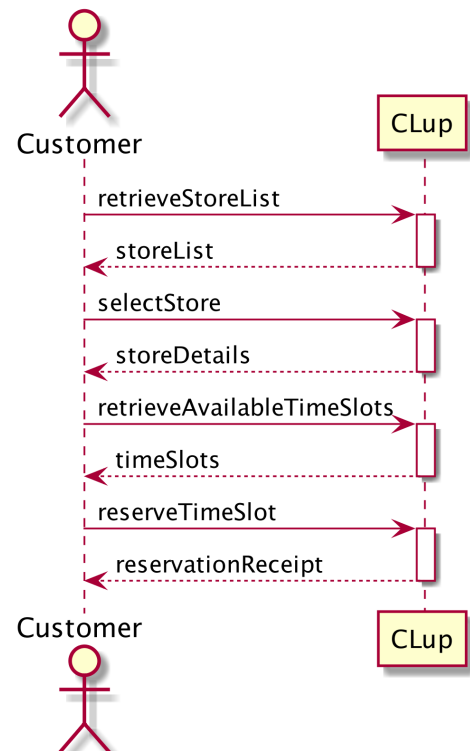 Customer
CLup
retrieveStoreList
storeList
selectStore
storeDetails
retrieveAvailableTimeSlots
timeSlots
reserveTimeSlot
reservationReceipt
Customer
CLup